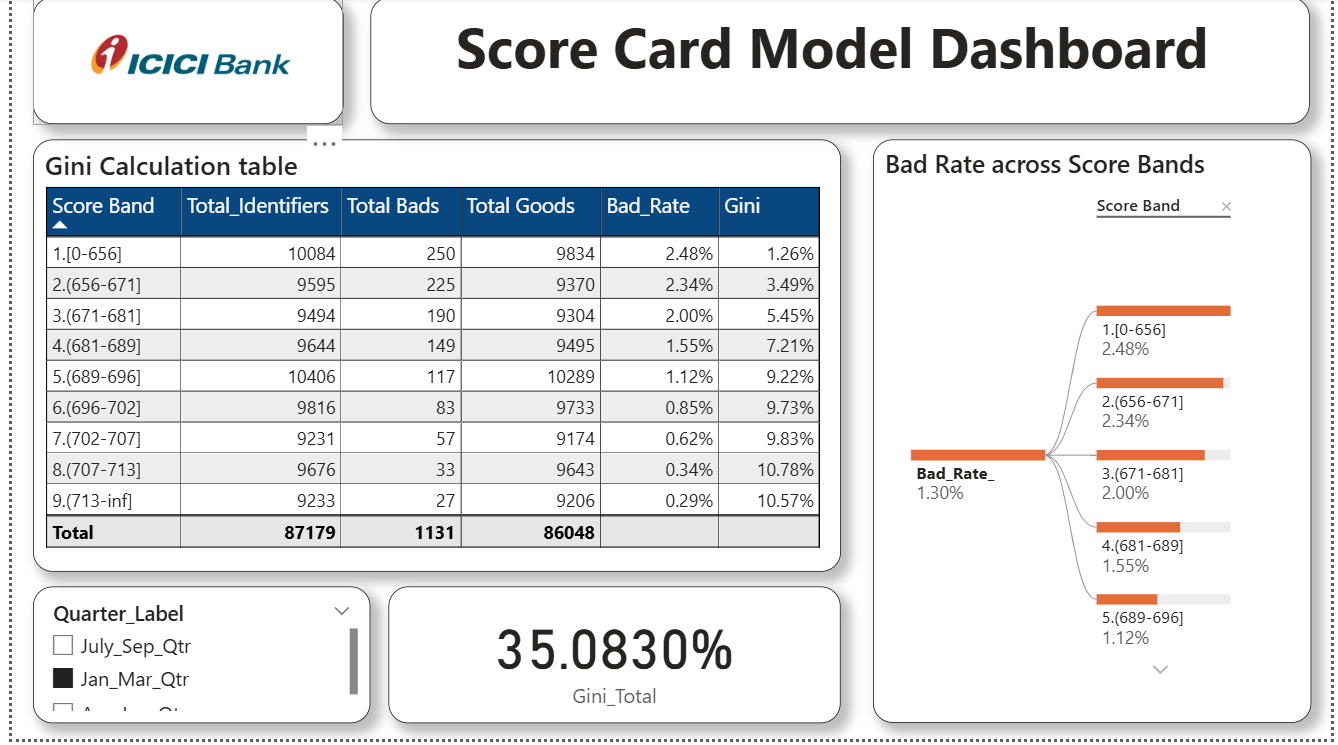 ICICI Bank
Score Card Model Dashboard
Gini Calculation table
Score Band Total_Identifiers Total Bads Total Goods Bad_Rate Gini
1.[0-656] 10084 250 9834 2.48% 1.26%
2.(656-671] 9595 225 9370 2.34% 3.49%
3.(671-681] 9494 190 9304 2.00% 5.45%
4.(681-689] 9644 149 9495 1.55% 7.21%
5.(689-696] 10406 117 10289 1.12% 9.22%
6.(696-702] 9816 83 9733 0.85% 9.73%
7.(702-707] 9231 57 9174 0.62% 9.83%
8.(707-713] 9676 33 9643 0.34% 10.78%
9.(713-inf] 9233 27 9206 0.29% 10.57%
Total 87179 1131 86048
Quarter_Label
July_Sep_Qtr
Jan_Mar_Qtr
35.0830%
Gini_Total
Bad Rate across Score Bands
Score Band
Bad_Rate_
1.30%
1.[0-656]
2.48%
2.(656-671]
2.34%
3.(671-681]
2.00%
4.(681-689]
1.55%
5.(689-696]
1.12%